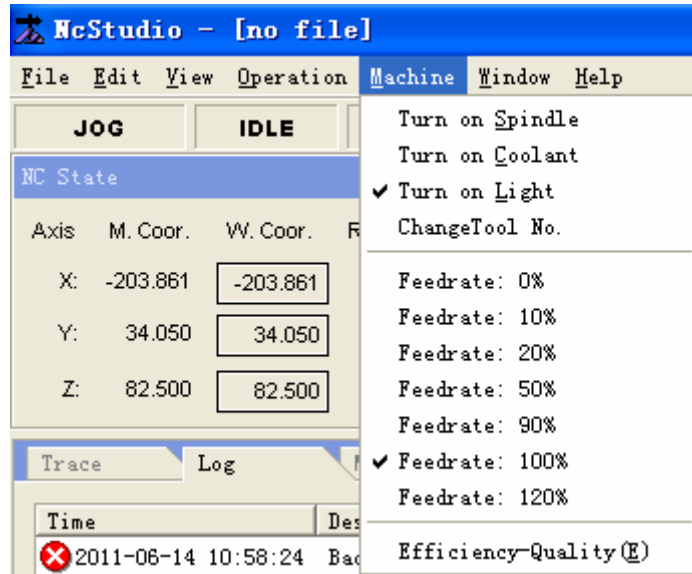 NcStudio - [no file]
File Edit View Operation Machine Window Help
JOG IDLE
Turn on Spindle
Turn on Coolant
NC State
Turn on Light
Axis M. Coor. W. Coor.
ChangeTool No.
X: -203.861 -203.861
Feedrate: 0%
Feedrate: 10%
Y: 34.050 34.050
Feedrate: 20%
Z: 82.500 82.500
Feedrate: 50%
Feedrate: 90%
Trace Log
Feedrate: 100%
Feedrate: 120%
Time
2011-06-14 10:58:24
Efficiency-Quality(E)